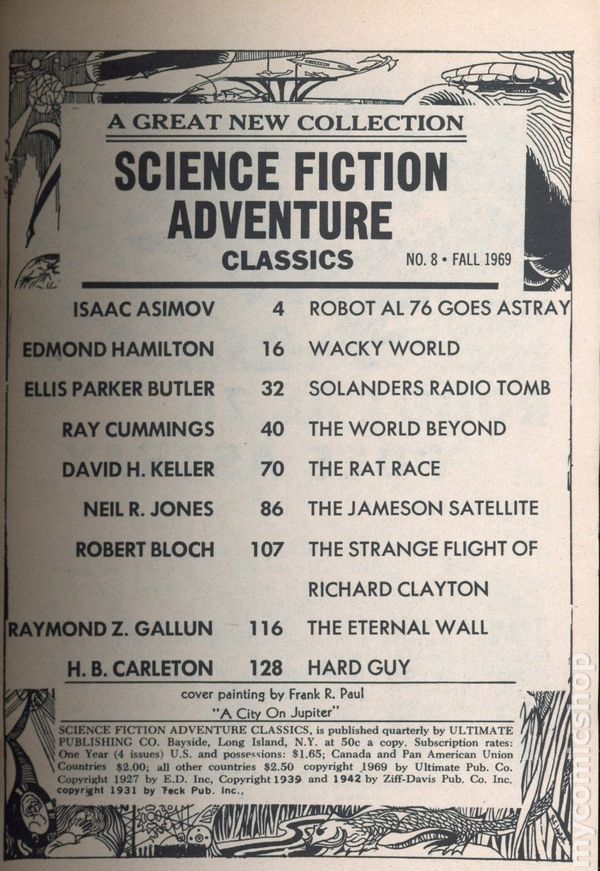 A GREAT NEW COLLECTION
SCIENCE FICTION
ADVENTURE
CLASSICS NO. 8 • FALL 1969
ISAAC ASIMOV 4 ROBOT AL 76 GOES ASTRAY
EDMOND HAMILTON 16 WACKY WORLD
ELLIS PARKER BUTLER 32 SOLANDERS RADIO TOMB
RAY CUMMINGS 40 THE WORLD BEYOND
DAVID H. KELLER 70 THE RAT RACE
NEIL R. JONES 86 THE JAMESON SATELLITE
ROBERT BLOCH 107 THE STRANGE FLIGHT OF
RICHARD CLAYTON
RAYMOND Z. GALLUN 116 THE ETERNAL WALL
H. B. CARLETON 128 HARD GUY
cover painting by Frank R. Paul
"A City On Jupiter"
SCIENCE FICTION ADVENTURE CLASSICS, is published quarterly by ULTIMATE
PUBLISHING CO. Bayside, Long Island, N.Y. at 50c a copy. Subscription rates:
One Year (4 issues) U.S. and possessions: $1.65; Canada and Pan American Union
Countries $2.00; all other countries $2.50 copyright 1969 by Ultimate Pub. Co.
Copyright 1927 by E.D. Inc, Copyright 1939 and 1942 by Ziff-Davis Pub. Co. Inc.
copyright 1931 by Teck Pub. Inc.,
mycomicshop